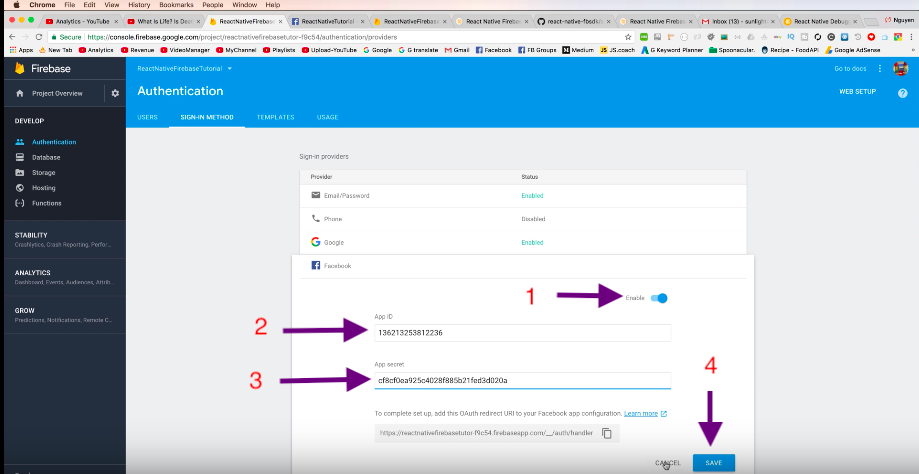 Chrome File Edit View History Bookmarks People Window Help
Analytics - YouTube
What Is Life? Is Deat
ReactNativeFirebase
ReactNativeFirebaseTutorial
ReactNativeFirebase
React Native Firebas
react-native-fbsdk/
React Native Firebas
Inbox (13) - sunlight
React Native Debug
Nguyen
Secure https://console.firebase.google.com/project/reactnativefirebasetutor-f9c54/authentication/providers
Apps New Tab Analytics Revenue VideoManager MyChannel Playlists Upload-YouTube Google G translate Gmail Facebook FB Groups Medium JS.coach G Keyword Planner Spoonacular. Recipe - FoodAPI Google AdSense
Firebase
ReactNativeFirebaseTutorial
Go to docs
Project Overview
Authentication
WEB SETUP
USERS SIGN-IN METHOD TEMPLATES USAGE
DEVELOP
Authentication
Database
Storage
Hosting
Functions
STABILITY
Crashlytics, Crash Reporting, Perfor...
ANALYTICS
Dashboard, Events, Audiences, Attrib...
GROW
Predictions, Notifications, Remote C...
Sign-in providers
Provider Status
Email/Password Enabled
Phone Disabled
Google Enabled
Facebook
1
Enable
App ID
2
136213253812236
App secret
3
cf8cf0ea925c4028f885b21fed3d020a
4
To complete set up, add this OAuth redirect URI to your Facebook app configuration. Learn more
https://reactnativefirebasetutor-f9c54.firebaseapp.com/__/auth/handler
CANCEL SAVE